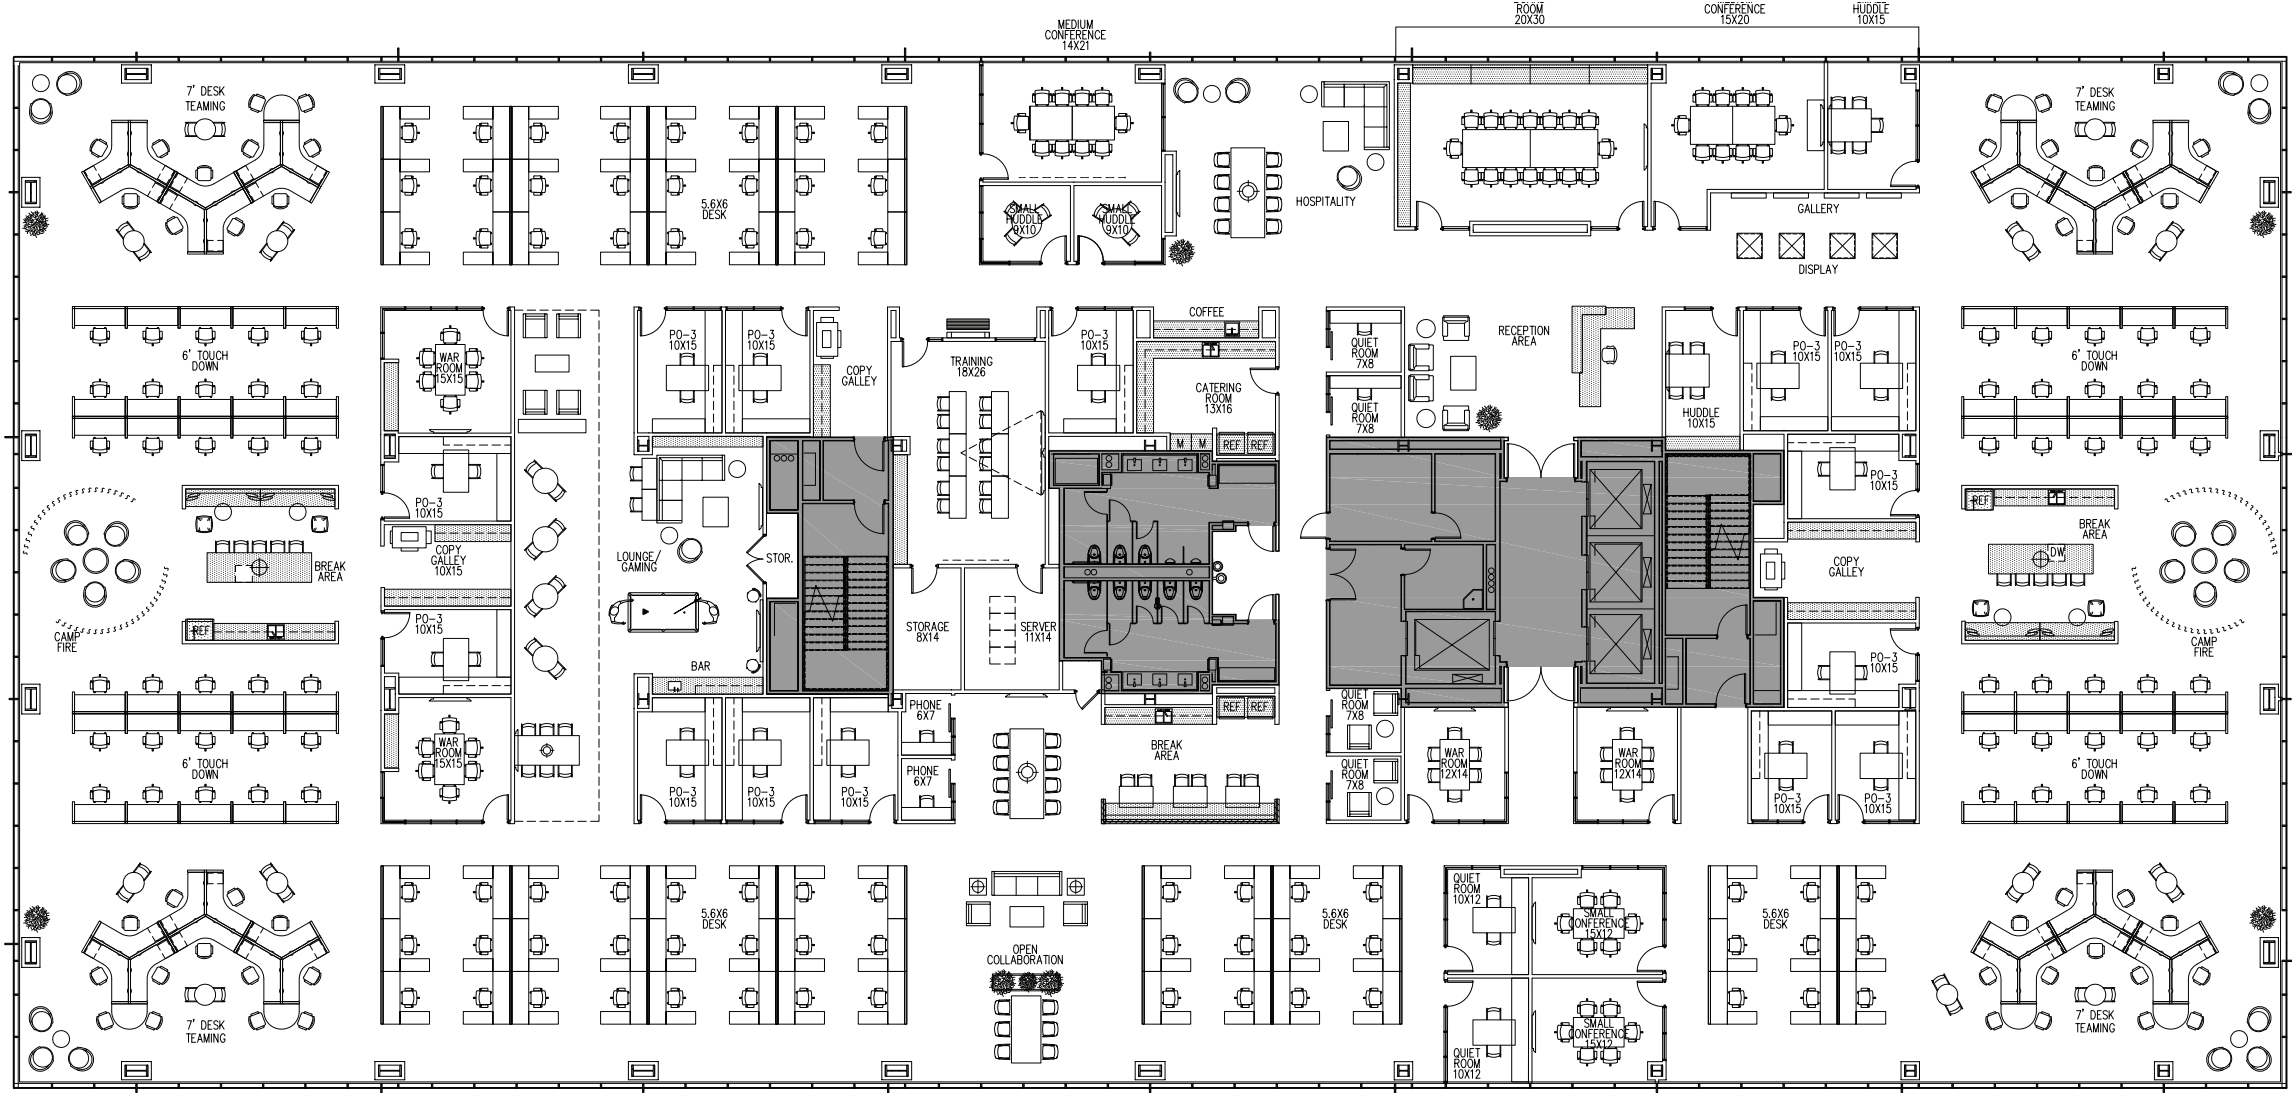 ROOM
20X30
CONFERENCE
15X20
HUDDLE
10X15
MEDIUM
CONFERENCE
14X21
7' DESK
TEAMING
7' DESK
TEAMING
5.6X6
DESK
SMALL
HUDDLE
9X10
SMALL
HUDDLE
9X10
HOSPITALITY
GALLERY
DISPLAY
6' TOUCH
DOWN
WAR
ROOM
15X15
PO-3
10X15
PO-3
10X15
COPY
GALLEY
TRAINING
18X26
PO-3
10X15
COFFEE
CATERING
ROOM
13X16
M
M
REF
REF
QUIET
ROOM
7X8
QUIET
ROOM
7X8
RECEPTION
AREA
HUDDLE
10X15
PO-3
10X15
PO-3
10X15
6' TOUCH
DOWN
PO-3
10X15
COPY
GALLEY
10X15
PO-3
10X15
BREAK
AREA
REF
CAMP
FIRE
LOUNGE/
GAMING
STOR.
BAR
STORAGE
8X14
SERVER
11X14
PO-3
10X15
COPY
GALLEY
PO-3
10X15
REF
BREAK
AREA
DW
CAMP
FIRE
6' TOUCH
DOWN
WAR
ROOM
15X15
PO-3
10X15
PO-3
10X15
PO-3
10X15
PHONE
6X7
PHONE
6X7
REF
REF
BREAK
AREA
QUIET
ROOM
7X8
QUIET
ROOM
7X8
WAR
ROOM
12X14
WAR
ROOM
12X14
PO-3
10X15
PO-3
10X15
6' TOUCH
DOWN
7' DESK
TEAMING
5.6X6
DESK
OPEN
COLLABORATION
5.6X6
DESK
QUIET
ROOM
10X12
SMALL
CONFERENCE
15X12
QUIET
ROOM
10X12
SMALL
CONFERENCE
15X12
5.6X6
DESK
7' DESK
TEAMING